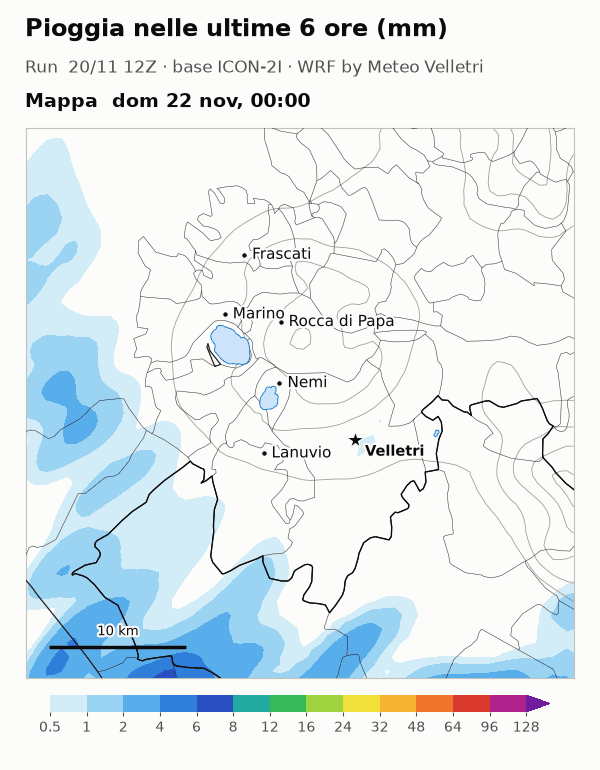 Pioggia nelle ultime 6 ore (mm)
Run  20/11 12Z · base ICON-2I · WRF by Meteo Velletri
Mappa  dom 22 nov, 00:00
Frascati
Marino
Rocca di Papa
Nemi
Velletri
Lanuvio
10 km
0.5 1 2 4 6 8 12 16 24 32 48 64 96 128